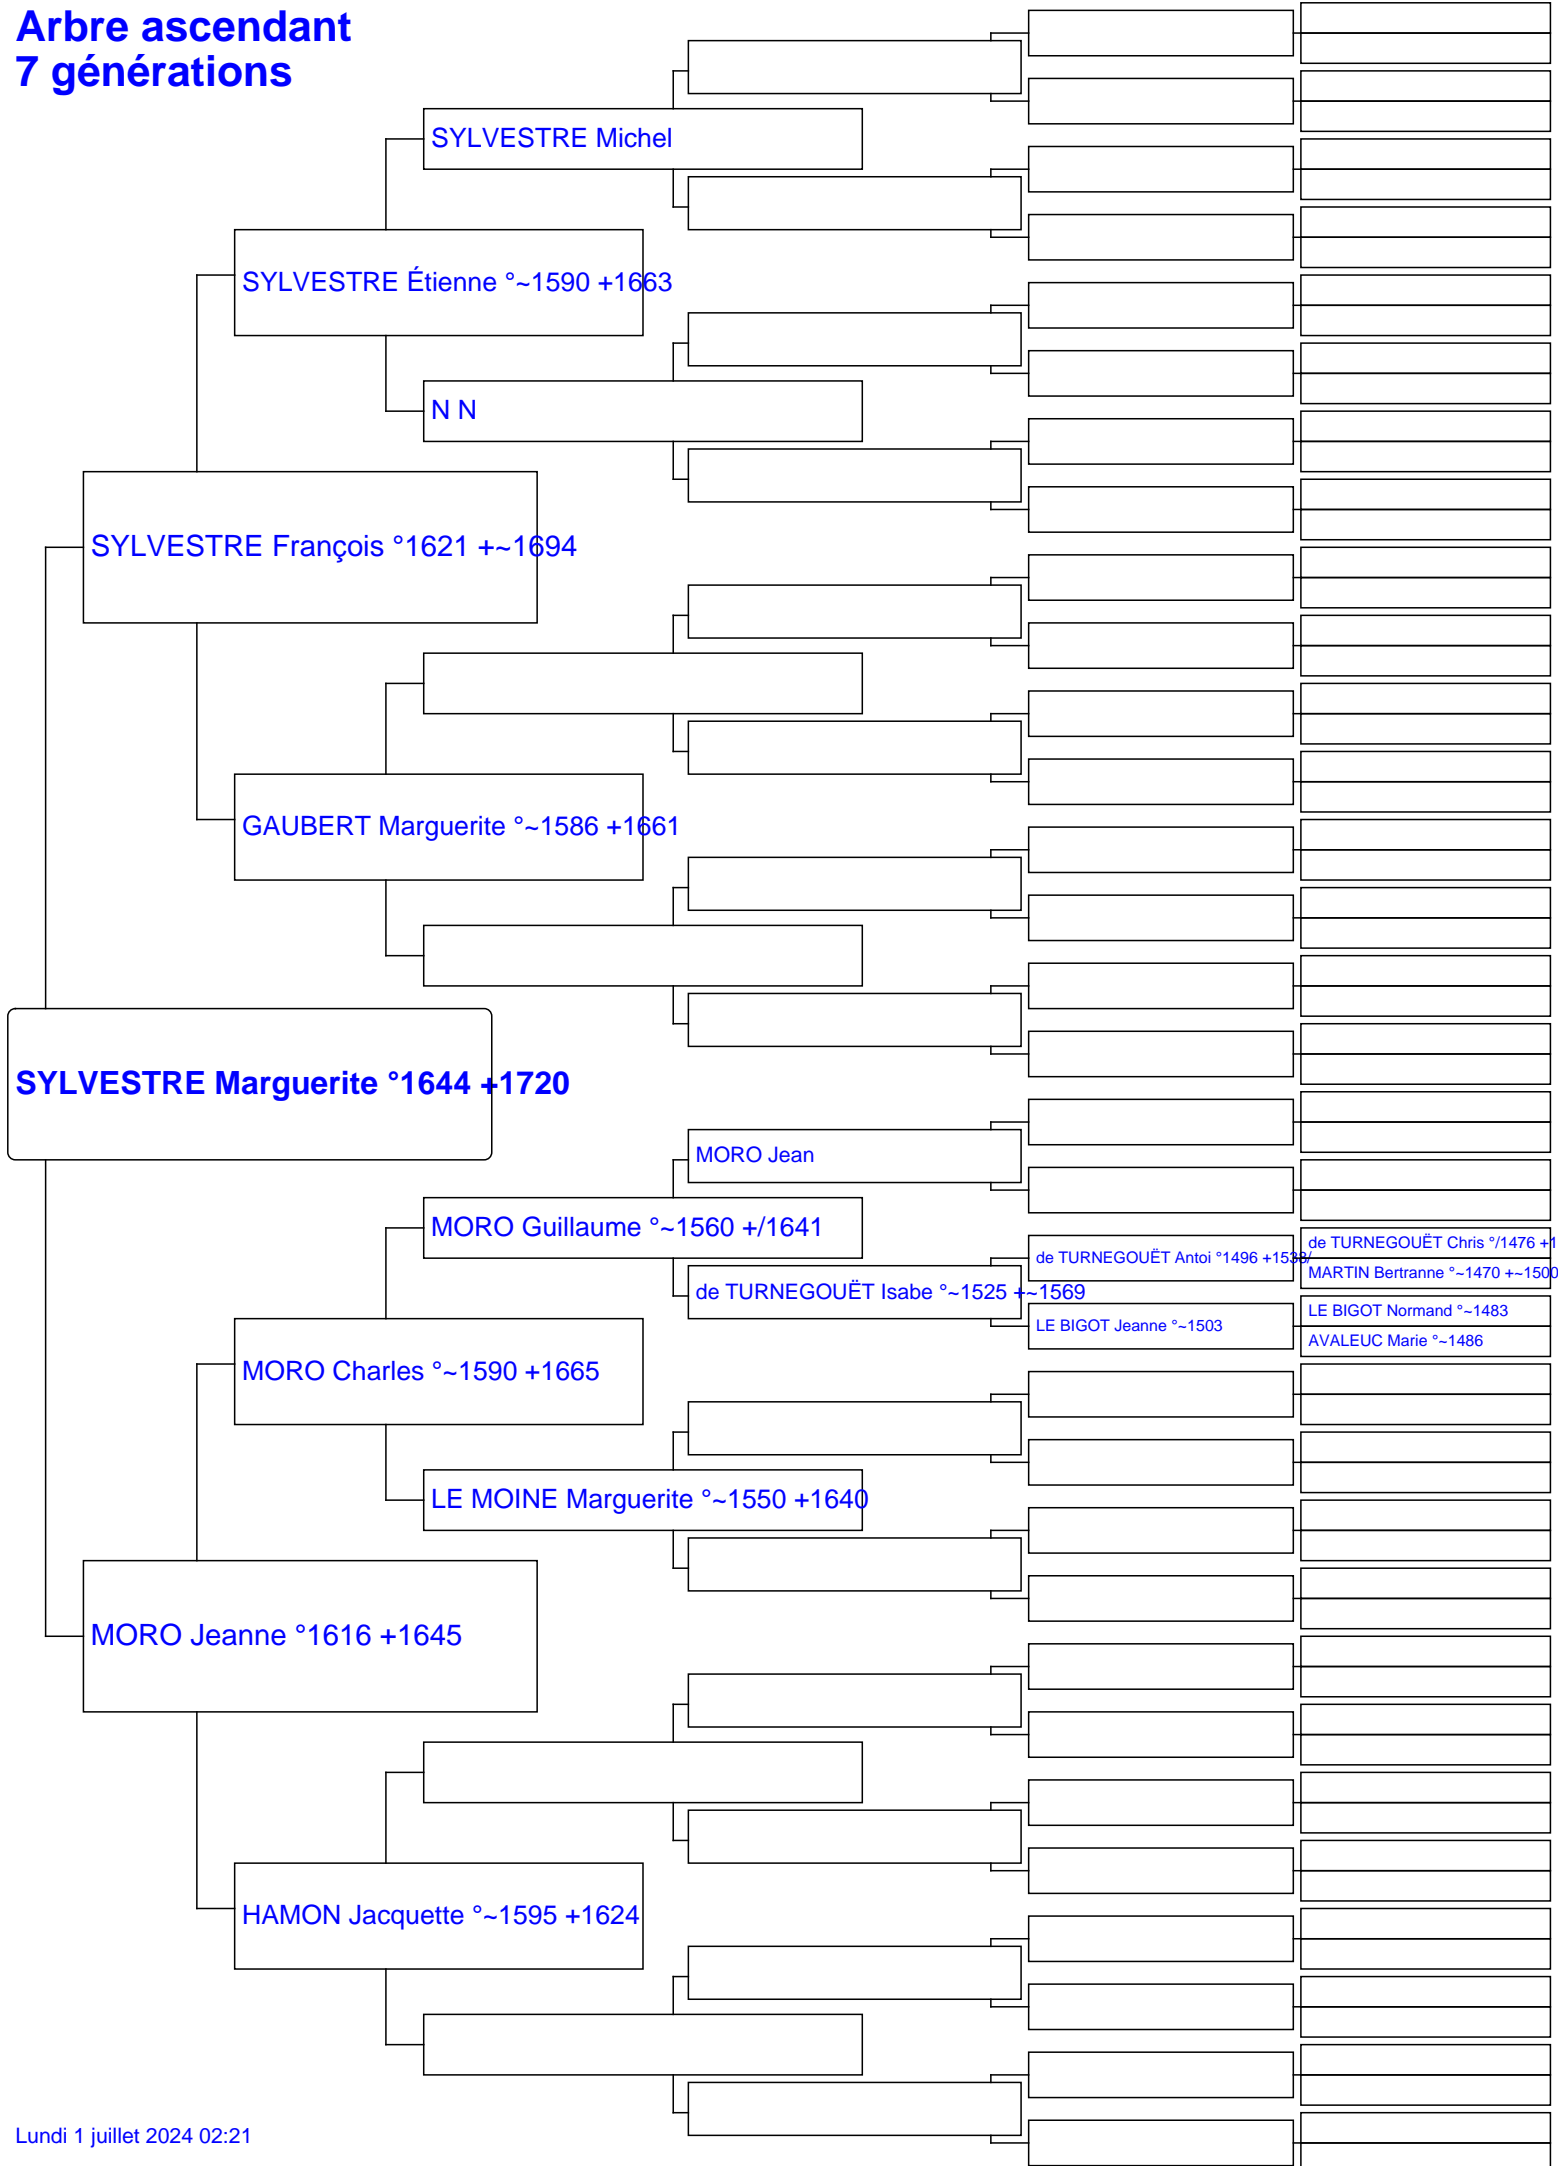 Arbre ascendant
7 générations
SYLVESTRE Michel
SYLVESTRE Étienne °~1590 +1663
N N
SYLVESTRE François °1621 +~1694
GAUBERT Marguerite °~1586 +1661
SYLVESTRE Marguerite °1644 +1720
MORO Jean
MORO Guillaume °~1560 +/1641
de TURNEGOUËT Antoi °1496 +1538/
de TURNEGOUËT Chris °/1476 +1
MARTIN Bertranne °~1470 +~1500
de TURNEGOUËT Isabe °~1525 +~1569
LE BIGOT Jeanne °~1503
LE BIGOT Normand °~1483
AVALEUC Marie °~1486
MORO Charles °~1590 +1665
LE MOINE Marguerite °~1550 +1640
MORO Jeanne °1616 +1645
HAMON Jacquette °~1595 +1624
Lundi 1 juillet 2024 02:21